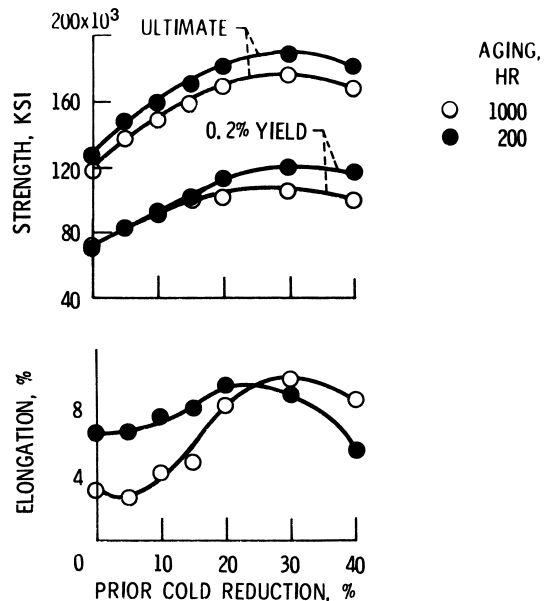 200x10³
ULTIMATE
160
120
80
40
STRENGTH, KSI
0.2% YIELD
AGING,
HR
1000
200
8
4
ELONGATION, %
0 10 20 30 40
PRIOR COLD REDUCTION, %